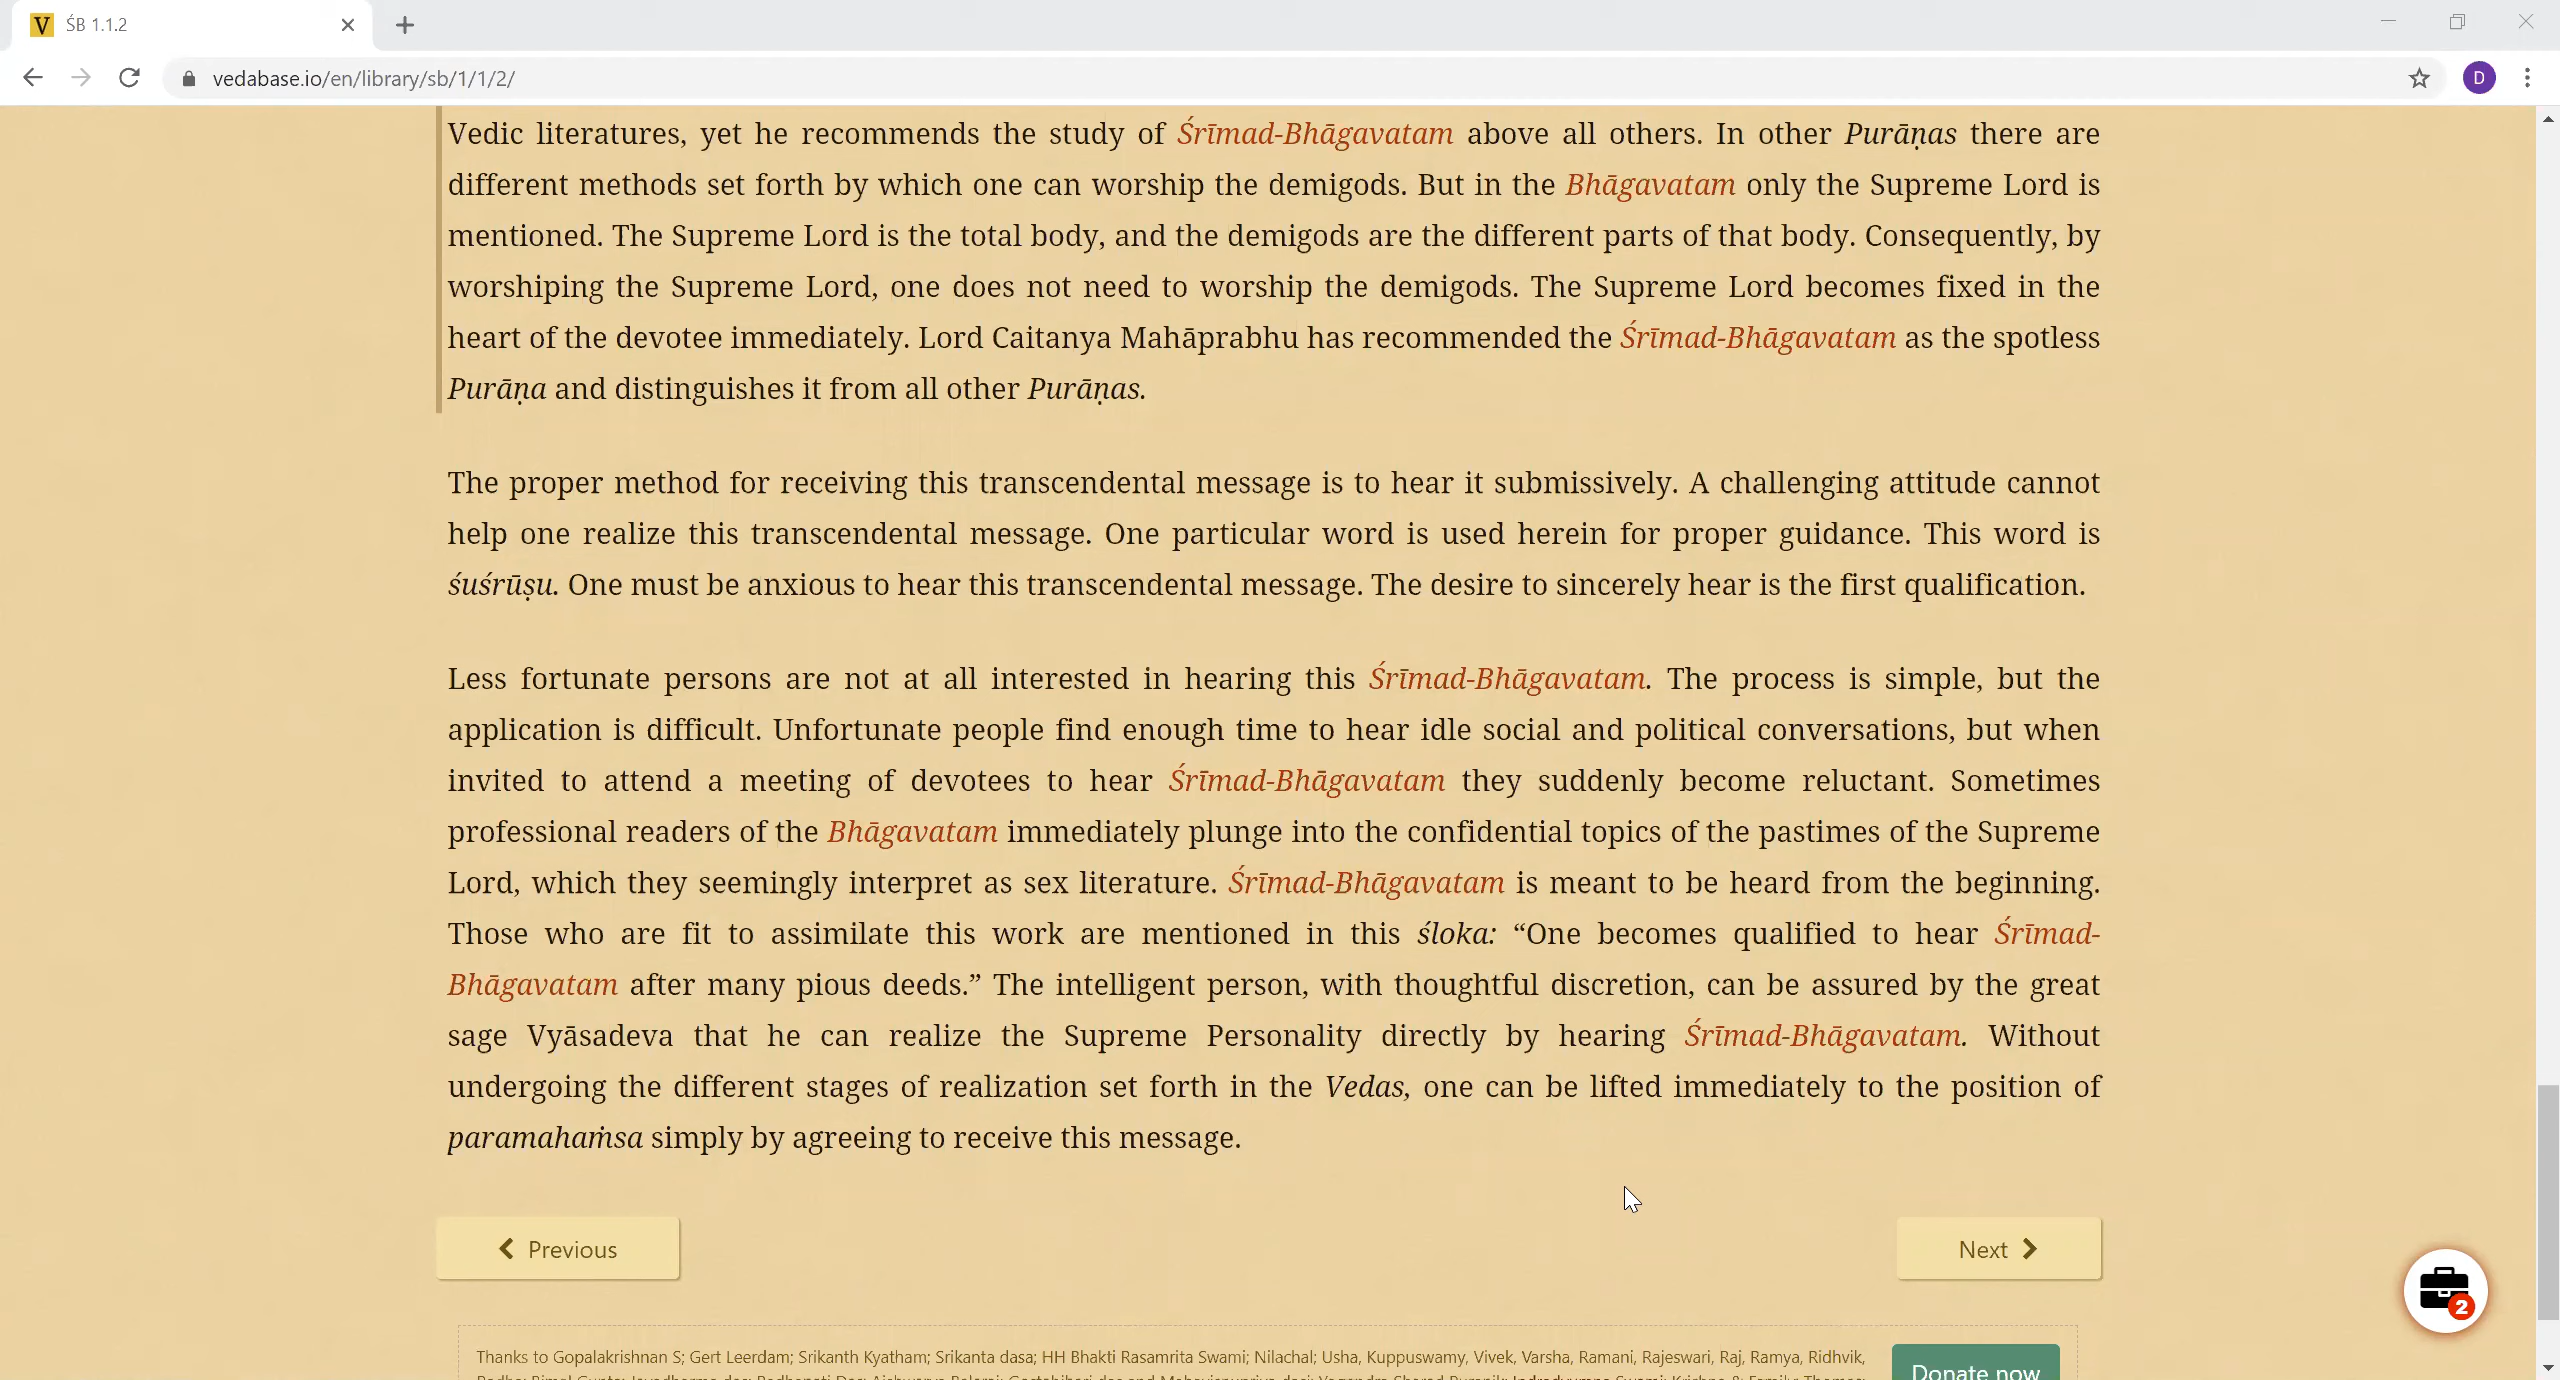 ŚB 1.1.2
vedabase.io/en/library/sb/1/1/2/
D
Vedic literatures, yet he recommends the study of Śrīmad-Bhāgavatam above all others. In other Purāṇas there are
different methods set forth by which one can worship the demigods. But in the Bhāgavatam only the Supreme Lord is
mentioned. The Supreme Lord is the total body, and the demigods are the different parts of that body. Consequently, by
worshiping the Supreme Lord, one does not need to worship the demigods. The Supreme Lord becomes fixed in the
heart of the devotee immediately. Lord Caitanya Mahāprabhu has recommended the Śrīmad-Bhāgavatam as the spotless
Purāṇa and distinguishes it from all other Purāṇas.
The proper method for receiving this transcendental message is to hear it submissively. A challenging attitude cannot
help one realize this transcendental message. One particular word is used herein for proper guidance. This word is
śuśrūṣu. One must be anxious to hear this transcendental message. The desire to sincerely hear is the first qualification.
Less fortunate persons are not at all interested in hearing this Śrīmad-Bhāgavatam. The process is simple, but the
application is difficult. Unfortunate people find enough time to hear idle social and political conversations, but when
invited to attend a meeting of devotees to hear Śrīmad-Bhāgavatam they suddenly become reluctant. Sometimes
professional readers of the Bhāgavatam immediately plunge into the confidential topics of the pastimes of the Supreme
Lord, which they seemingly interpret as sex literature. Śrīmad-Bhāgavatam is meant to be heard from the beginning.
Those who are fit to assimilate this work are mentioned in this śloka: “One becomes qualified to hear Śrīmad-
Bhāgavatam after many pious deeds.” The intelligent person, with thoughtful discretion, can be assured by the great
sage Vyāsadeva that he can realize the Supreme Personality directly by hearing Śrīmad-Bhāgavatam. Without
undergoing the different stages of realization set forth in the Vedas, one can be lifted immediately to the position of
paramahaṁsa simply by agreeing to receive this message.
Previous
Next
2
Thanks to Gopalakrishnan S; Gert Leerdam; Srikanth Kyatham; Srikanta dasa; HH Bhakti Rasamrita Swami; Nilachal; Usha, Kuppuswamy, Vivek, Varsha, Ramani, Rajeswari, Raj, Ramya, Ridhvik,
Donate now